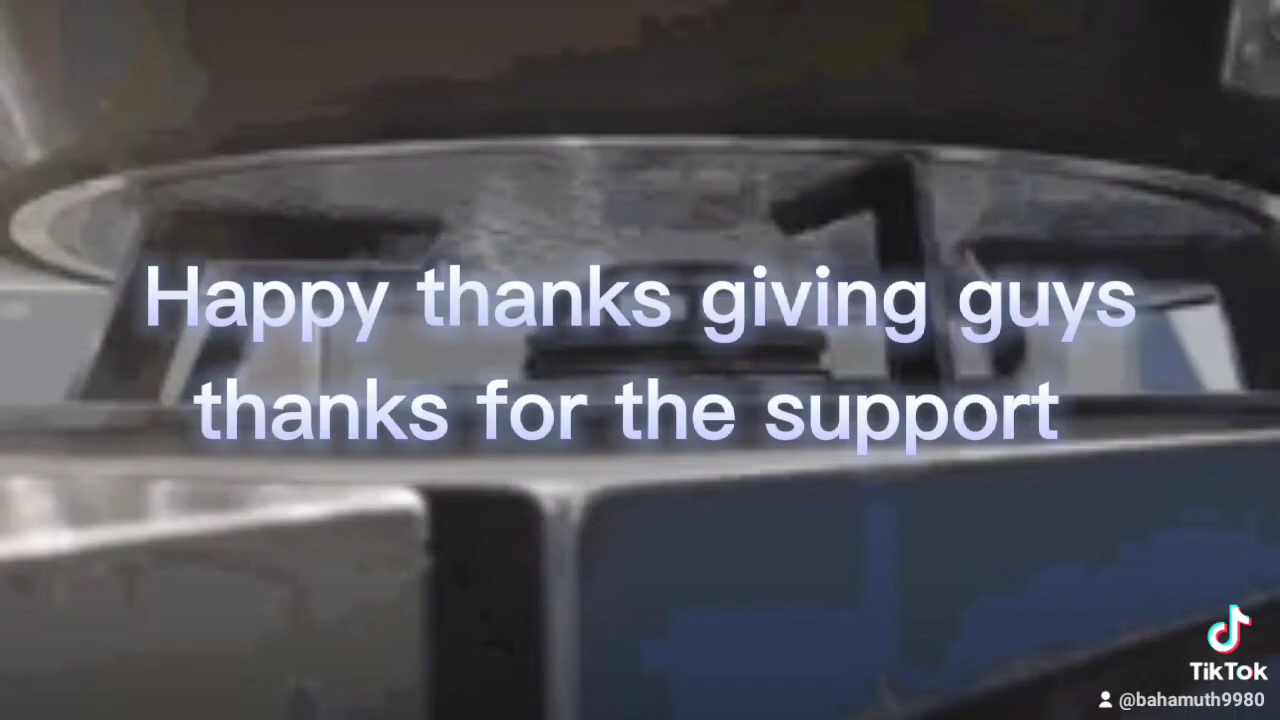 Happy thanks giving guys
thanks for the support
TikTok
@bahamuth9980